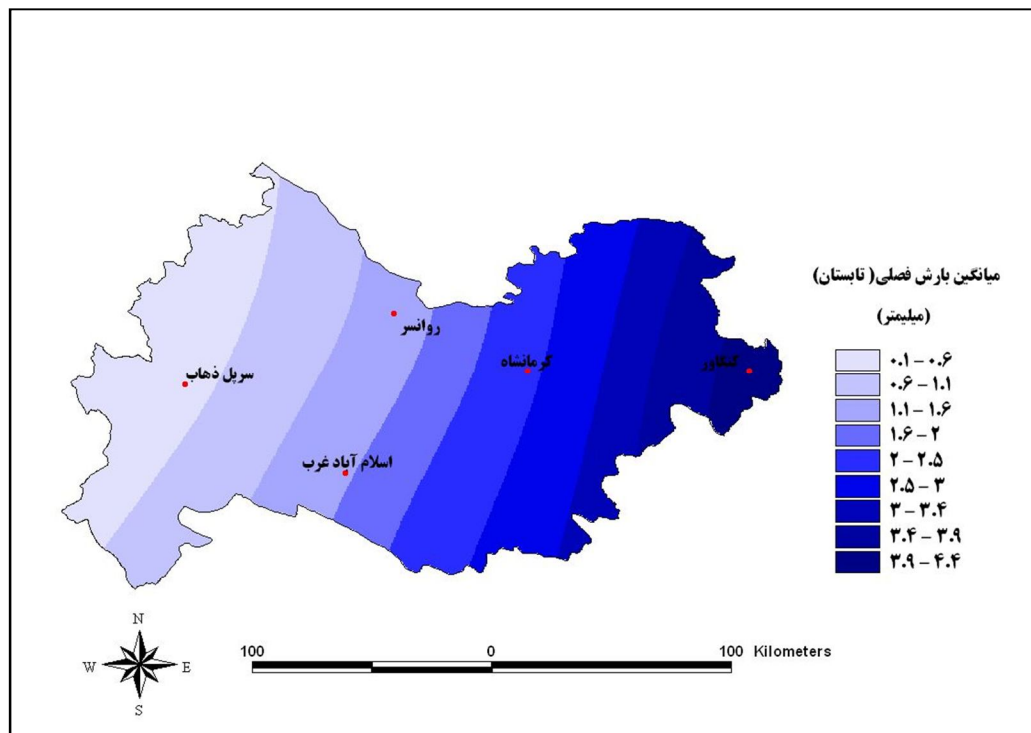 روانسر
کرمانشاه
کنگاور
سرپل ذهاب
اسلام آباد غرب
میانگین بارش فصلی( تابستان)
(میلیمتر)
۰.۱ – ۰.۶
۰.۶ – ۱.۱
۱.۱ – ۱.۶
۱.۶ – ۲
۲ – ۲.۵
۲.۵ – ۳
۳ – ۳.۴
۳.۴ – ۳.۹
۳.۹ – ۴.۴
N
W E
S
100 0 100 Kilometers